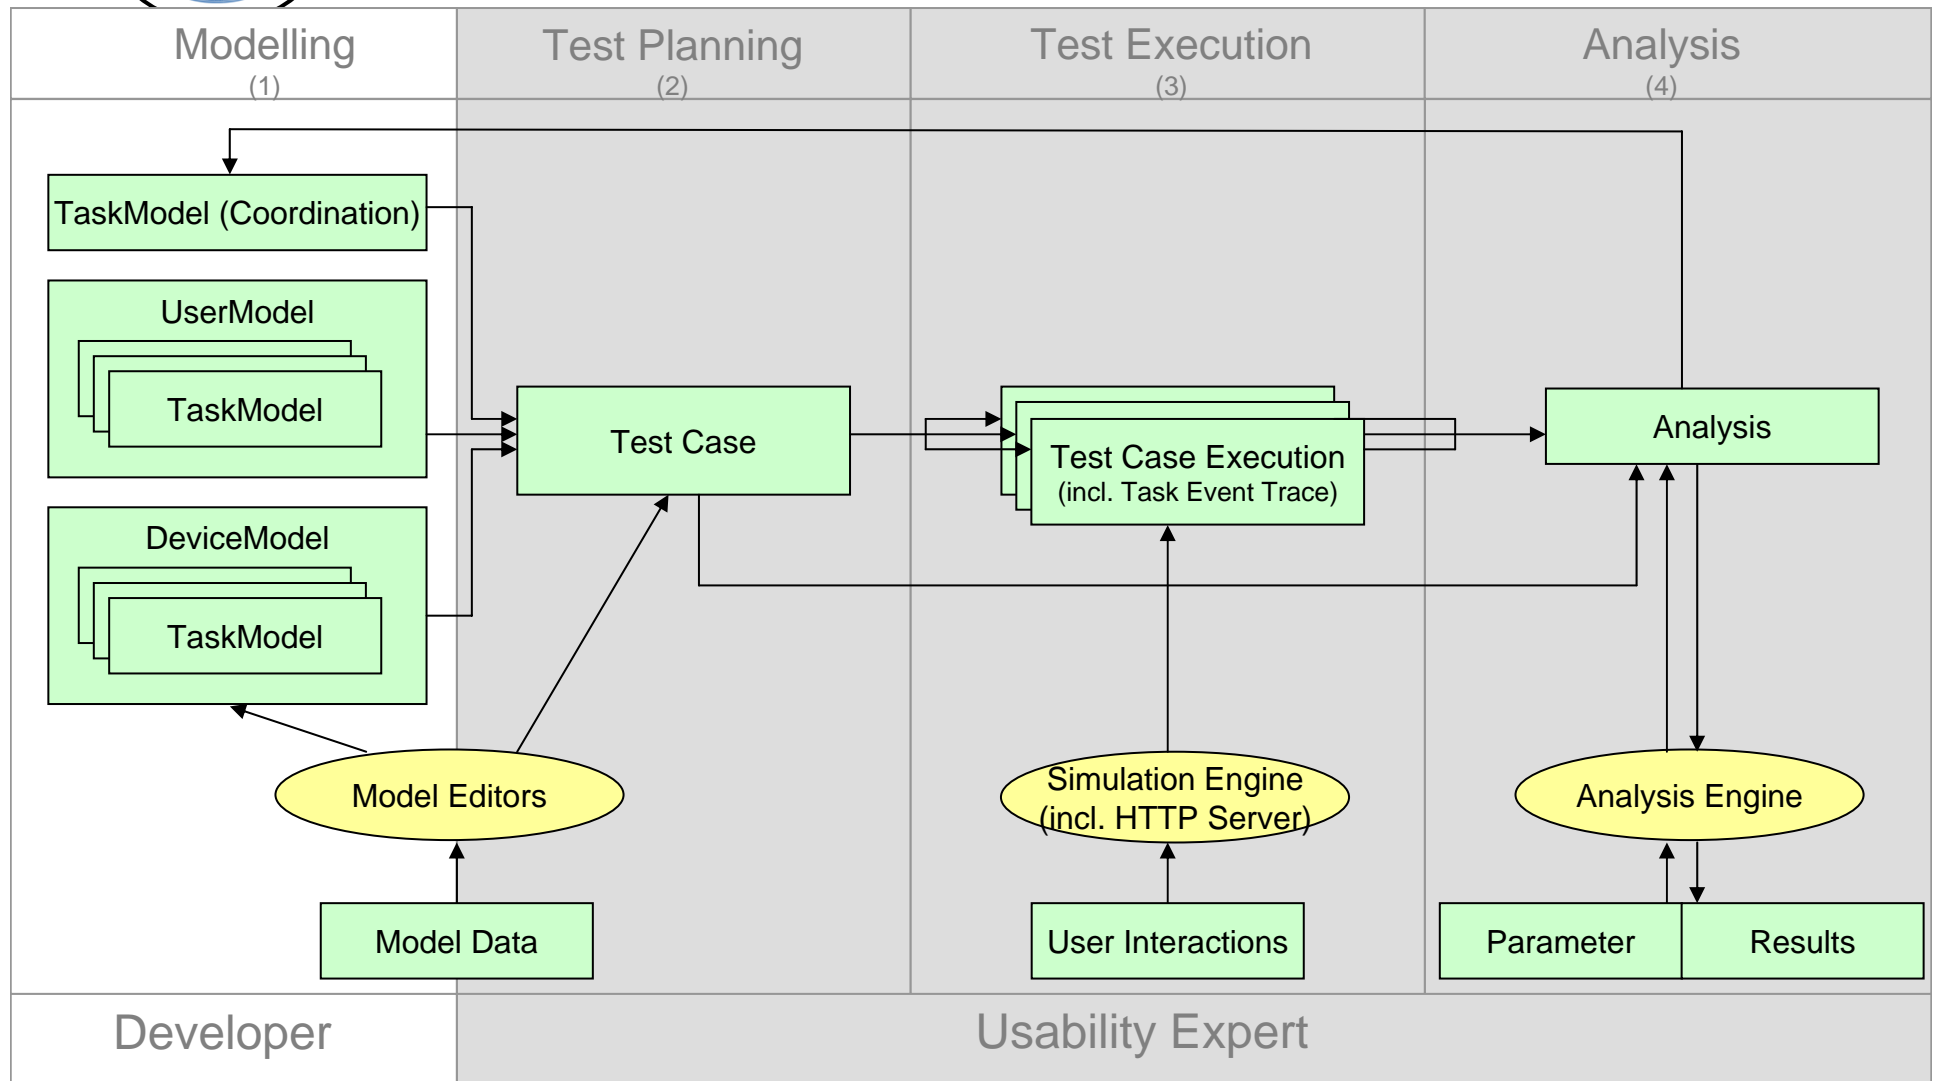 Modelling
(1)
Test Planning
(2)
Test Execution
(3)
Analysis
(4)
TaskModel (Coordination)
UserModel
TaskModel
DeviceModel
TaskModel
Test Case
Test Case Execution
(incl. Task Event Trace)
Analysis
Model Editors
Simulation Engine
(incl. HTTP Server)
Analysis Engine
Model Data
User Interactions
Parameter
Results
Developer
Usability Expert